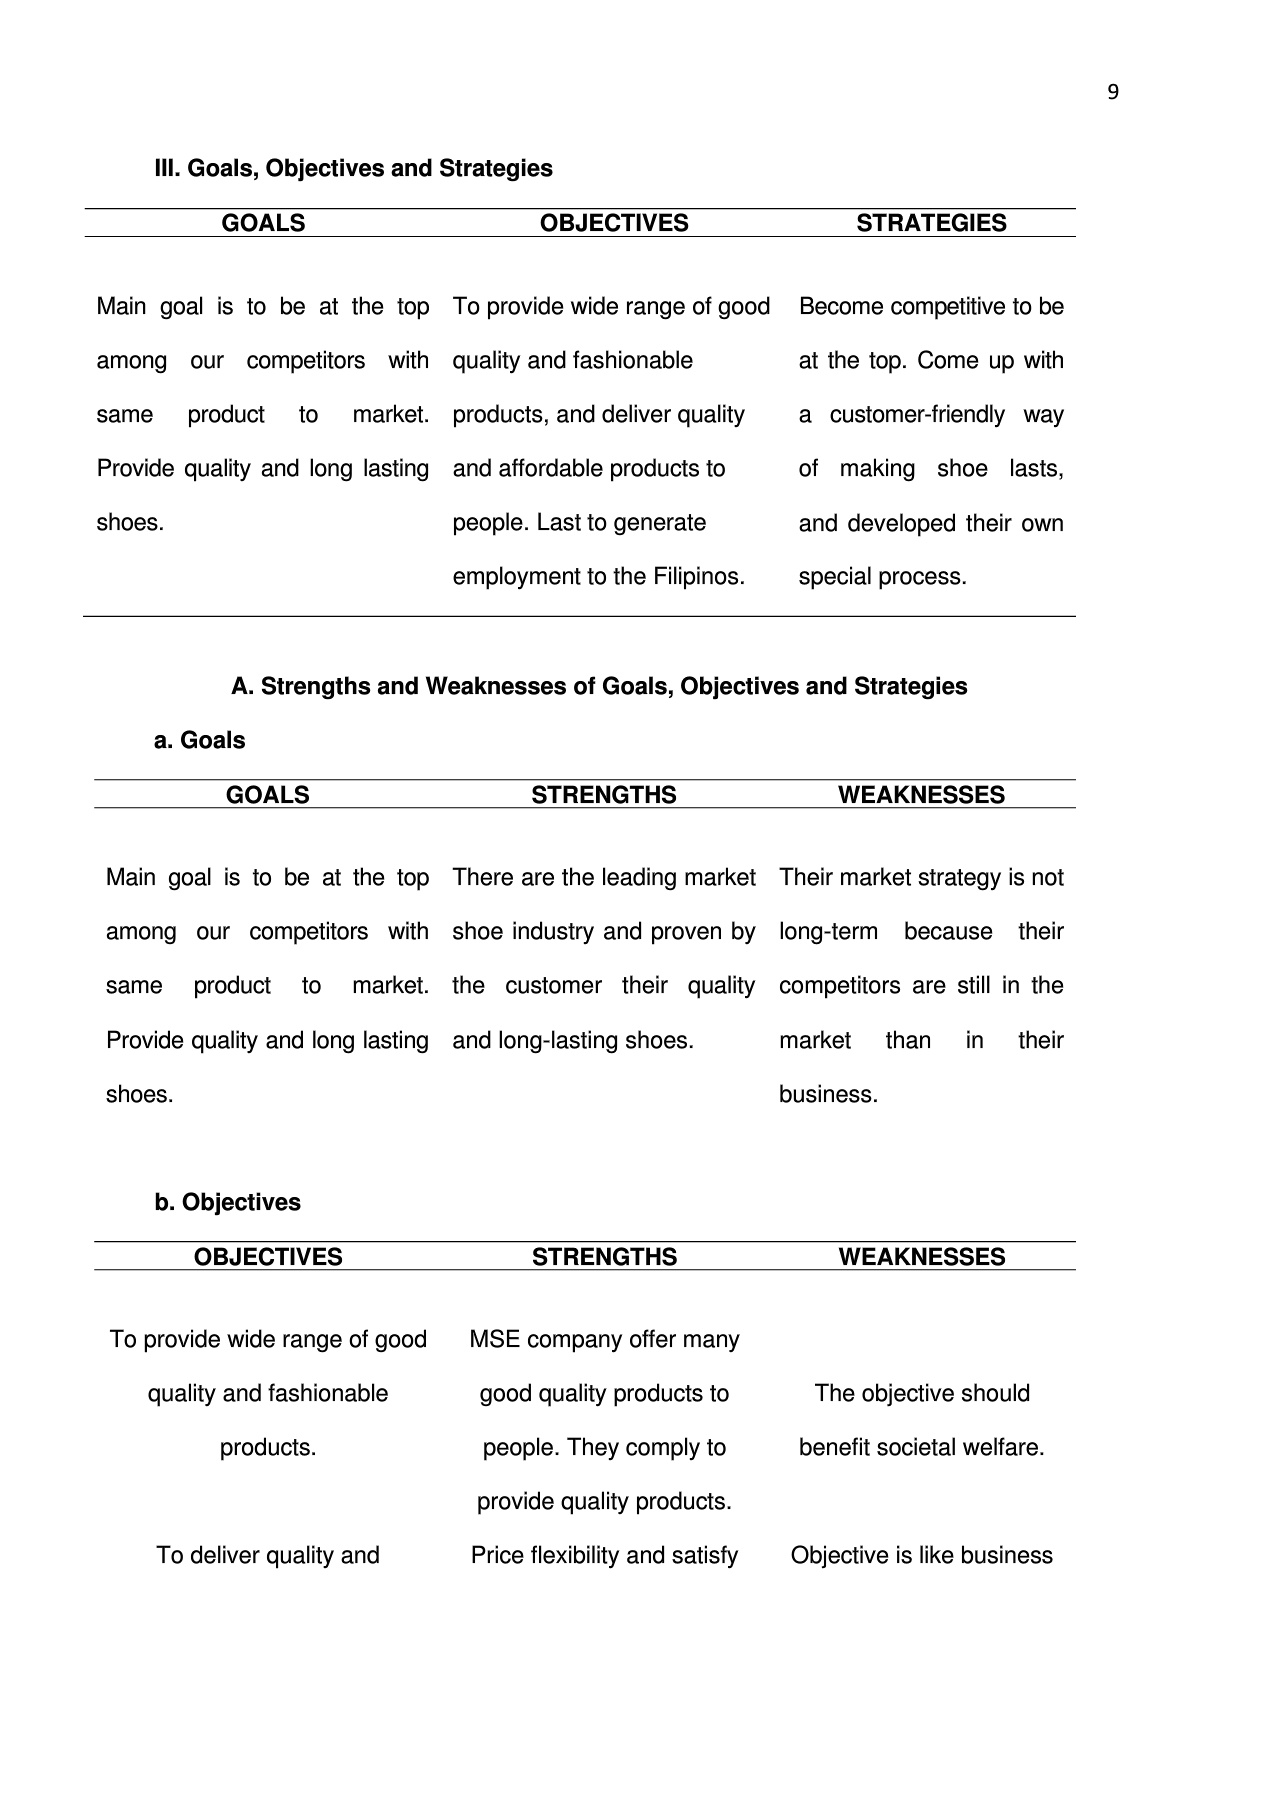 9
III. Goals, Objectives and Strategies
GOALS OBJECTIVES STRATEGIES
Main goal is to be at the top
among our competitors with
same product to market.
Provide quality and long lasting
shoes.
To provide wide range of good
quality and fashionable
products, and deliver quality
and affordable products to
people. Last to generate
employment to the Filipinos.
Become competitive to be
at the top. Come up with
a customer-friendly way
of making shoe lasts,
and developed their own
special process.
A. Strengths and Weaknesses of Goals, Objectives and Strategies
a. Goals
GOALS STRENGTHS WEAKNESSES
Main goal is to be at the top
among our competitors with
same product to market.
Provide quality and long lasting
shoes.
There are the leading market
shoe industry and proven by
the customer their quality
and long-lasting shoes.
Their market strategy is not
long-term because their
competitors are still in the
market than in their
business.
b. Objectives
OBJECTIVES STRENGTHS WEAKNESSES
To provide wide range of good
quality and fashionable
products.
MSE company offer many
good quality products to
people. They comply to
provide quality products.
The objective should
benefit societal welfare.
To deliver quality and
Price flexibility and satisfy
Objective is like business